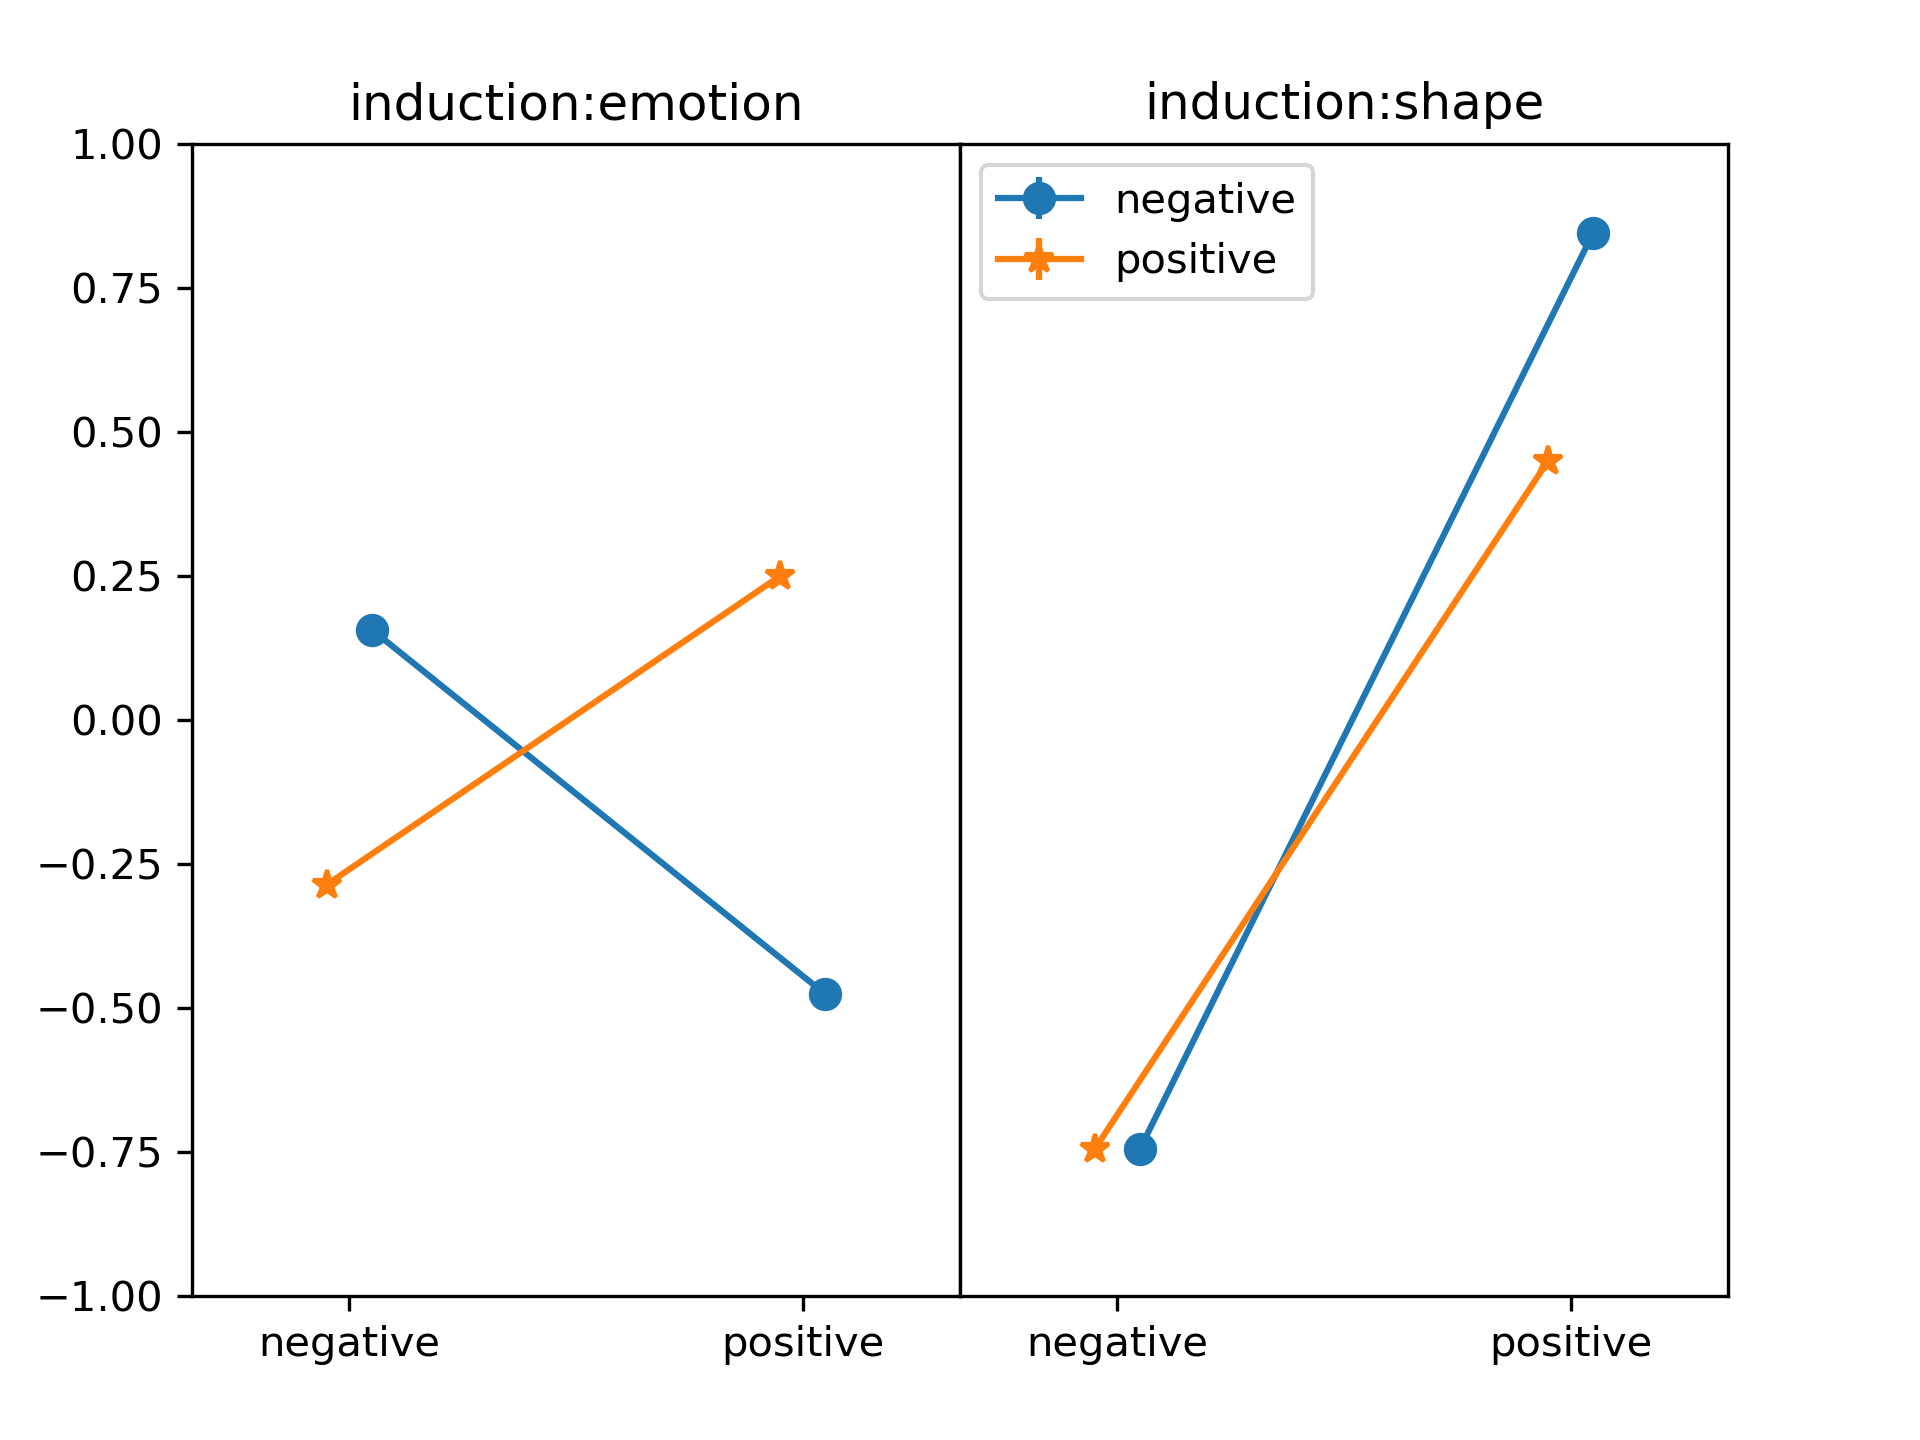 induction:emotion
induction:shape
1.00
0.75
0.50
0.25
0.00
−0.25
−0.50
−0.75
−1.00
negative
positive
negative
positive
negative
positive